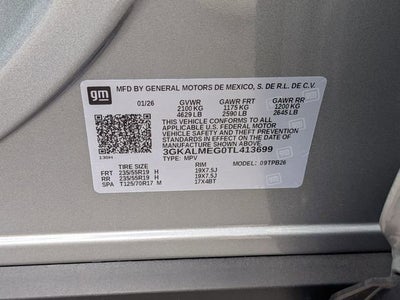 gm
MFD BY GENERAL MOTORS DE MEXICO, S. DE R.L. DE C.V.
01/26 GVWR GAWR FRT GAWR RR
2100 KG 1175 KG 1200 KG
4629 LB 2590 LB 2645 LB
THIS VEHICLE CONFORMS TO ALL
APPLICABLE U.S. FEDERAL MOTOR
VEHICLE SAFETY AND THEFT PREVENTION
STANDARDS IN EFFECT ON THE DATE OF
MANUFACTURE SHOWN ABOVE.
3GKALMEG0TL413699
TYPE: MPV MODEL: 09TPB26
TIRE SIZE RIM
FRT 235/55R19 H 19X7.5J
RR 235/55R19 H 19X7.5J
SPA T125/70R17 M 17X4BT